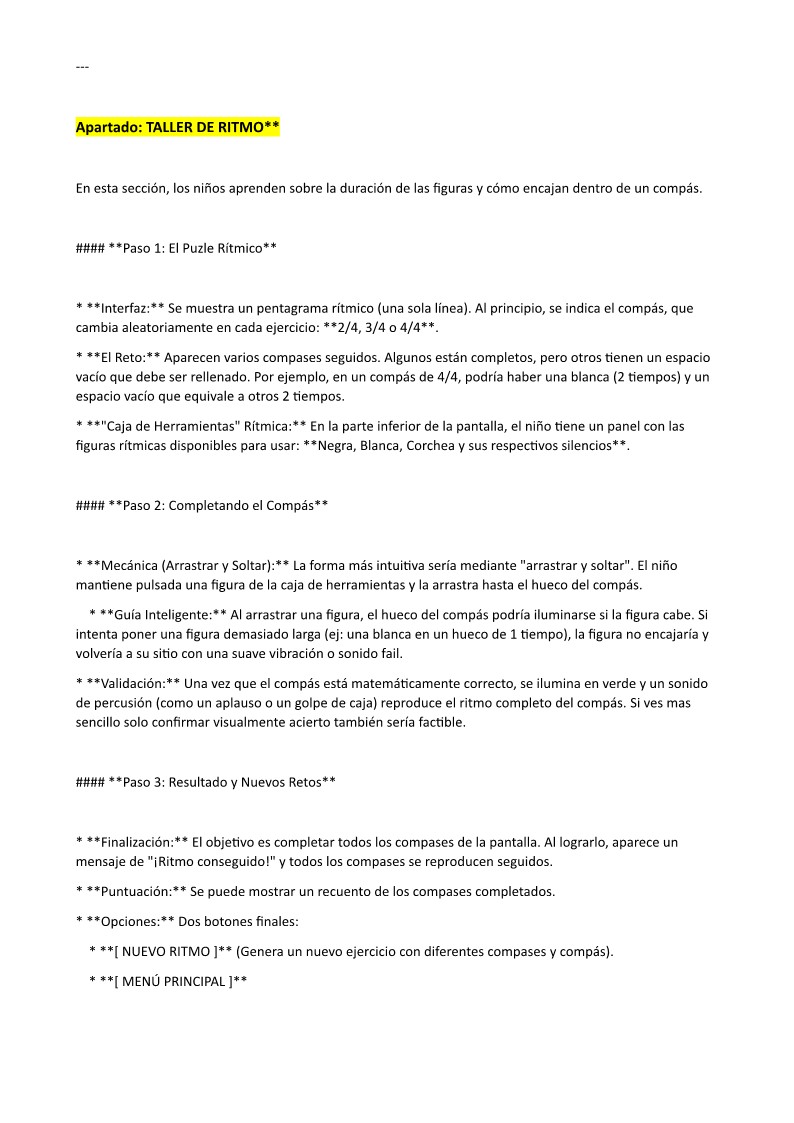 ---
Apartado: TALLER DE RITMO**
En esta sección, los niños aprenden sobre la duración de las figuras y cómo encajan dentro de un compás.
#### **Paso 1: El Puzle Rítmico**
* **Interfaz:** Se muestra un pentagrama rítmico (una sola línea). Al principio, se indica el compás, que
cambia aleatoriamente en cada ejercicio: **2/4, 3/4 o 4/4**.
* **El Reto:** Aparecen varios compases seguidos. Algunos están completos, pero otros tienen un espacio
vacío que debe ser rellenado. Por ejemplo, en un compás de 4/4, podría haber una blanca (2 tiempos) y un
espacio vacío que equivale a otros 2 tiempos.
* **"Caja de Herramientas" Rítmica:** En la parte inferior de la pantalla, el niño tiene un panel con las
figuras rítmicas disponibles para usar: **Negra, Blanca, Corchea y sus respectivos silencios**.
#### **Paso 2: Completando el Compás**
* **Mecánica (Arrastrar y Soltar):** La forma más intuitiva sería mediante "arrastrar y soltar". El niño
mantiene pulsada una figura de la caja de herramientas y la arrastra hasta el hueco del compás.
* **Guía Inteligente:** Al arrastrar una figura, el hueco del compás podría iluminarse si la figura cabe. Si
intenta poner una figura demasiado larga (ej: una blanca en un hueco de 1 tiempo), la figura no encajaría y
volvería a su sitio con una suave vibración o sonido fail.
* **Validación:** Una vez que el compás está matemáticamente correcto, se ilumina en verde y un sonido
de percusión (como un aplauso o un golpe de caja) reproduce el ritmo completo del compás. Si ves mas
sencillo solo confirmar visualmente acierto también sería factible.
#### **Paso 3: Resultado y Nuevos Retos**
* **Finalización:** El objetivo es completar todos los compases de la pantalla. Al lograrlo, aparece un
mensaje de "¡Ritmo conseguido!" y todos los compases se reproducen seguidos.
* **Puntuación:** Se puede mostrar un recuento de los compases completados.
* **Opciones:** Dos botones finales:
* **[ NUEVO RITMO ]** (Genera un nuevo ejercicio con diferentes compases y compás).
* **[ MENÚ PRINCIPAL ]**